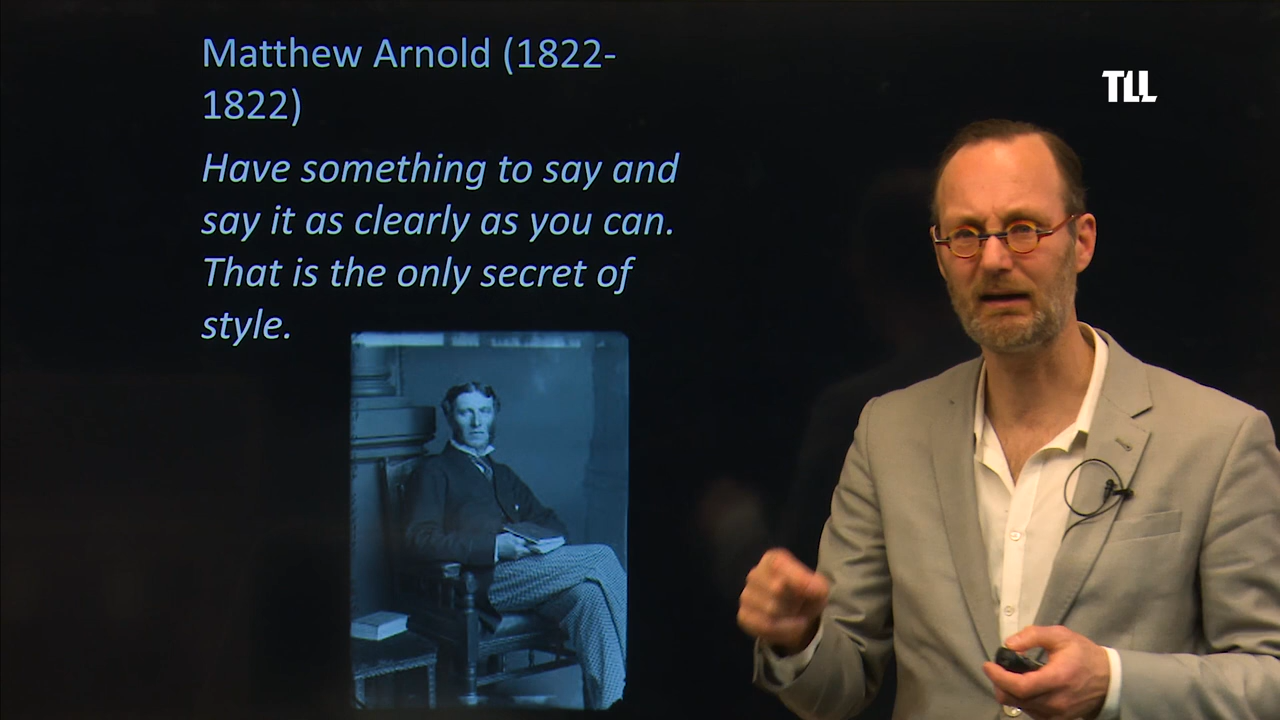 Matthew Arnold (1822-
1822)
Have something to say and
say it as clearly as you can.
That is the only secret of
style.
TLL